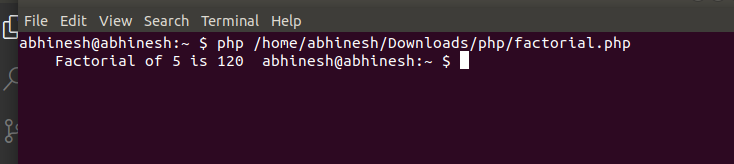 File Edit View Search Terminal Help
abhinesh@abhinesh:~ $ php /home/abhinesh/Downloads/php/factorial.php
Factorial of 5 is 120 abhinesh@abhinesh:~ $